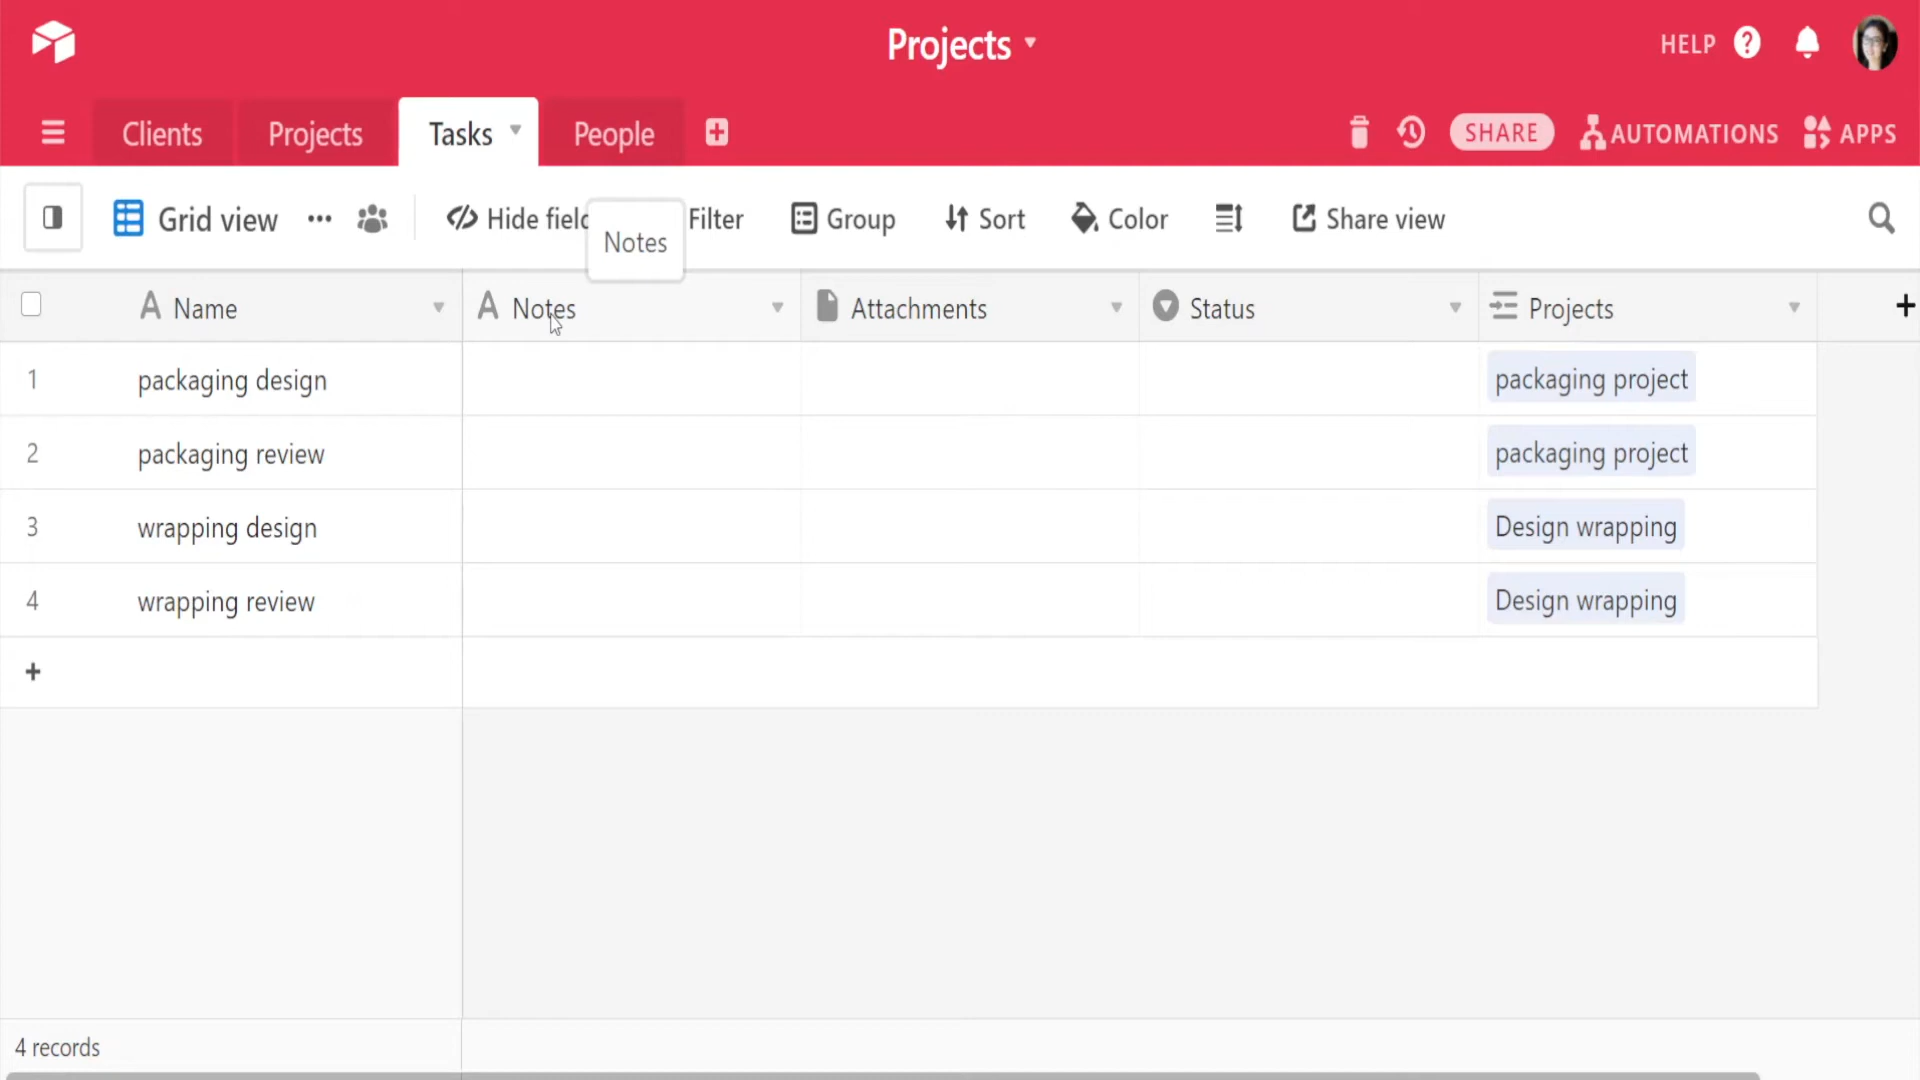 Projects
HELP
Clients
Projects
Tasks
People
SHARE
AUTOMATIONS
APPS
Grid view
Hide field
Filter
Group
Sort
Color
Share view
Notes
Name
Notes
Attachments
Status
Projects
1 packaging design packaging project
2 packaging review packaging project
3 wrapping design Design wrapping
4 wrapping review Design wrapping
4 records